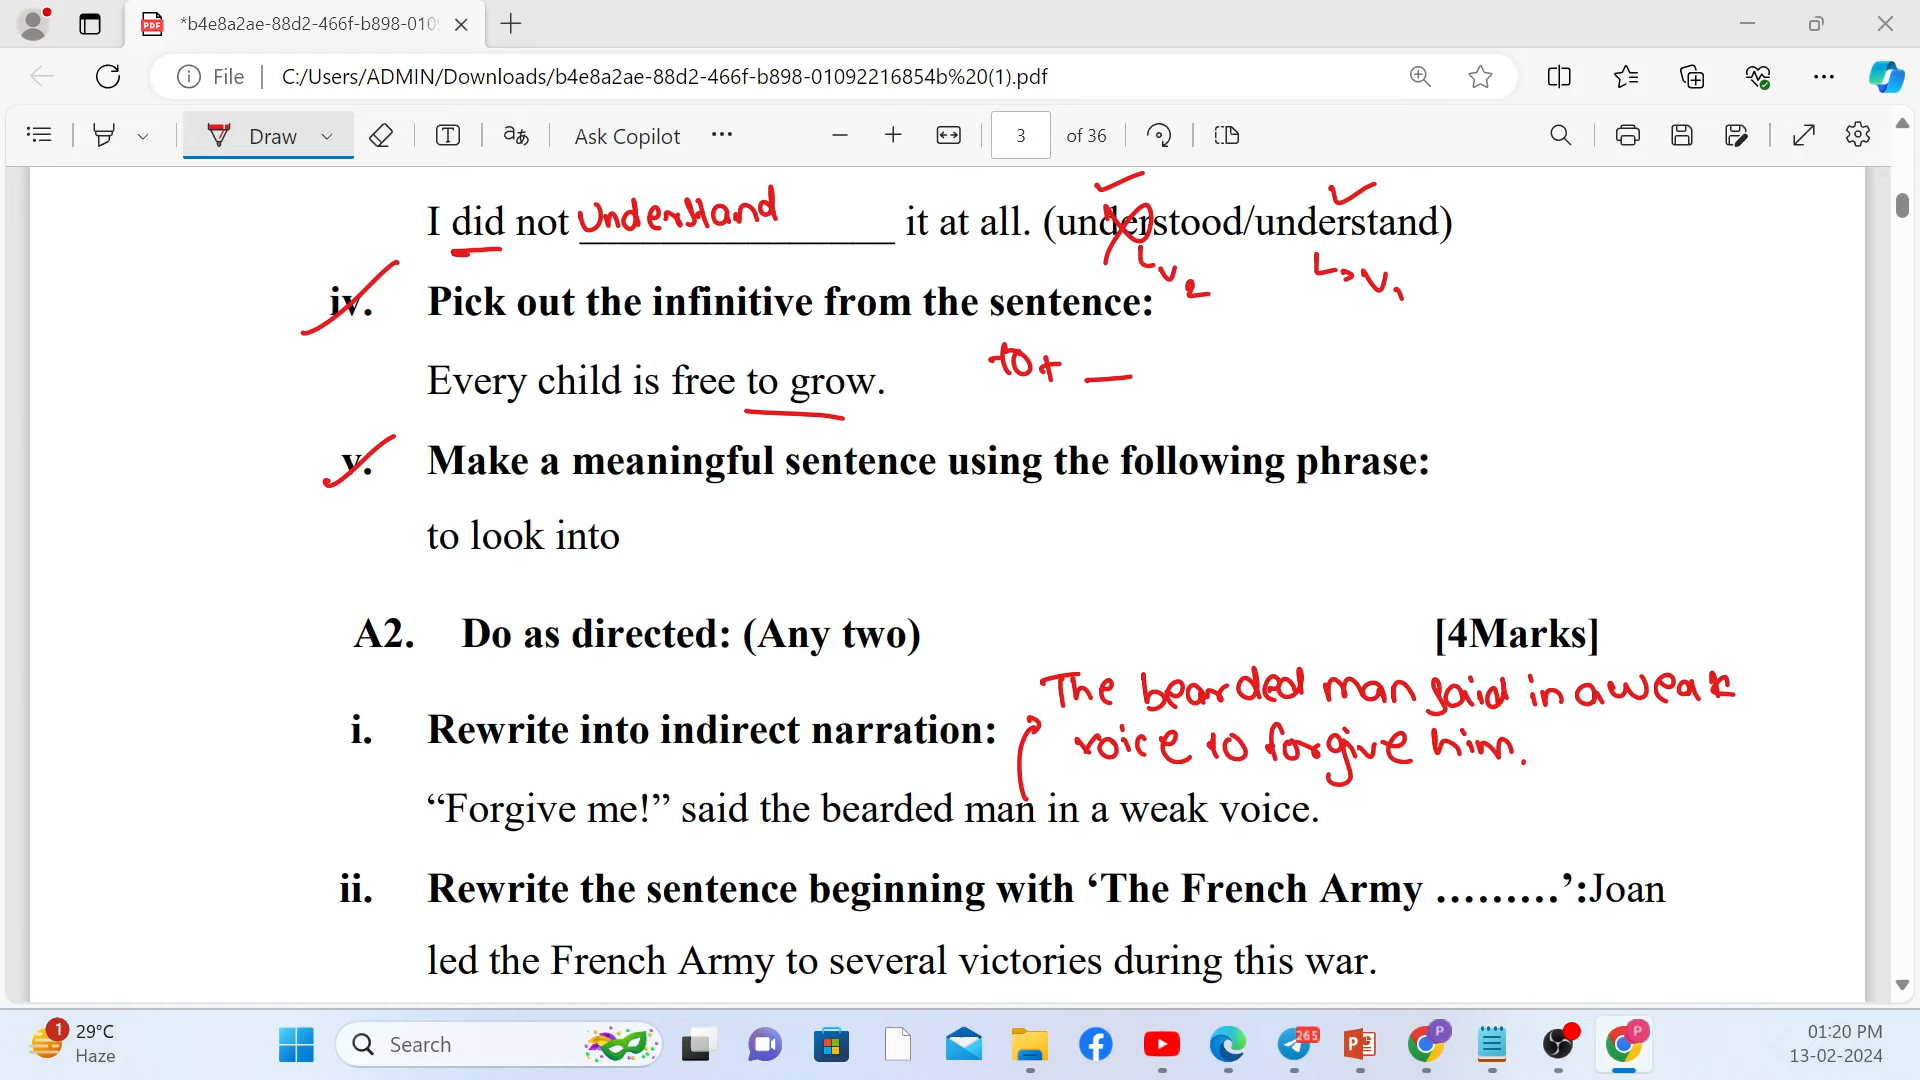 *b4e8a2ae-88d2-466f-b898-010
File C:/Users/ADMIN/Downloads/b4e8a2ae-88d2-466f-b898-01092216854b%20(1).pdf
Draw Ask Copilot 3 of 36
I did not understand it at all. (understood/understand)
↳ V2 ↳ V1
iv. Pick out the infinitive from the sentence:
to + __
Every child is free to grow.
v. Make a meaningful sentence using the following phrase:
to look into
A2. Do as directed: (Any two) [4Marks]
The bearded man said in a weak
i. Rewrite into indirect narration:
voice to forgive him.
“Forgive me!” said the bearded man in a weak voice.
ii. Rewrite the sentence beginning with ‘The French Army .........’:Joan
led the French Army to several victories during this war.
1 29°C
Haze
Search
265
01:20 PM
13-02-2024